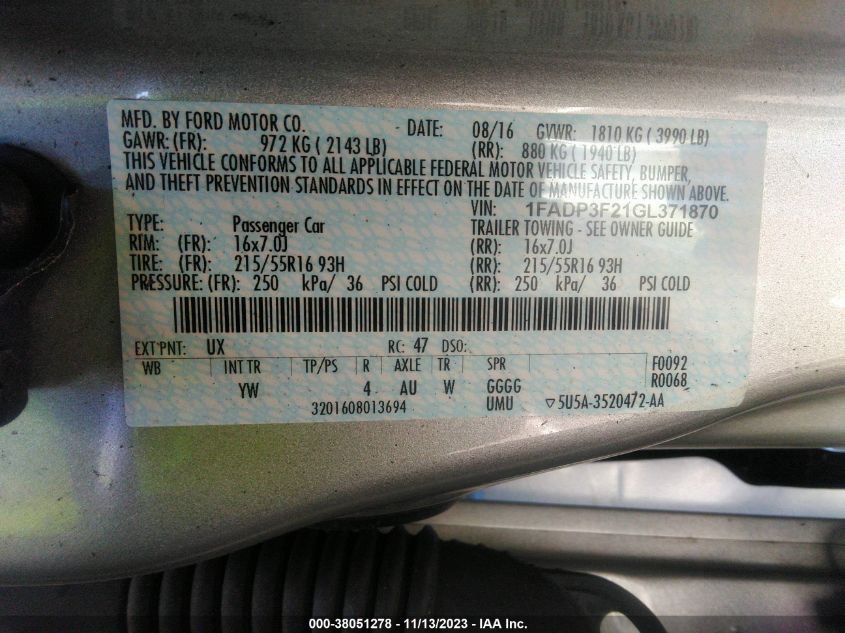 MFD. BY FORD MOTOR CO. DATE: 08/16 GVWR: 1810 KG ( 3990 LB)
GAWR: (FR): 972 KG ( 2143 LB) (RR): 880 KG ( 1940 LB)
THIS VEHICLE CONFORMS TO ALL APPLICABLE FEDERAL MOTOR VEHICLE SAFETY, BUMPER,
AND THEFT PREVENTION STANDARDS IN EFFECT ON THE DATE OF MANUFACTURE SHOWN ABOVE.
VIN: 1FADP3F21GL371870
TYPE: Passenger Car TRAILER TOWING - SEE OWNER GUIDE
RIM: (FR): 16x7.0J (RR): 16x7.0J
TIRE: (FR): 215/55R16 93H (RR): 215/55R16 93H
PRESSURE: (FR): 250 kPa/ 36 PSI COLD (RR): 250 kPa/ 36 PSI COLD
EXT PNT: UX RC: 47 DSO:
WB INT TR TP/PS R AXLE TR SPR F0092
YW 4 AU W GGGG R0068
3201608013694 UMU ▽5U5A-3520472-AA
000-38051278 - 11/13/2023 - IAA Inc.